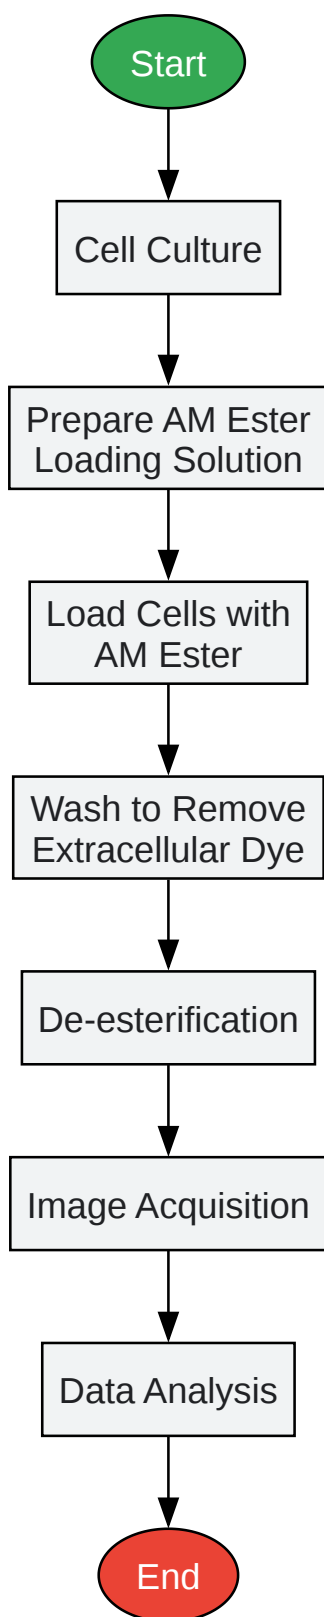 Start
Cell Culture
Prepare AM Ester
Loading Solution
Load Cells with
AM Ester
Wash to Remove
Extracellular Dye
De-esterification
Image Acquisition
Data Analysis
End